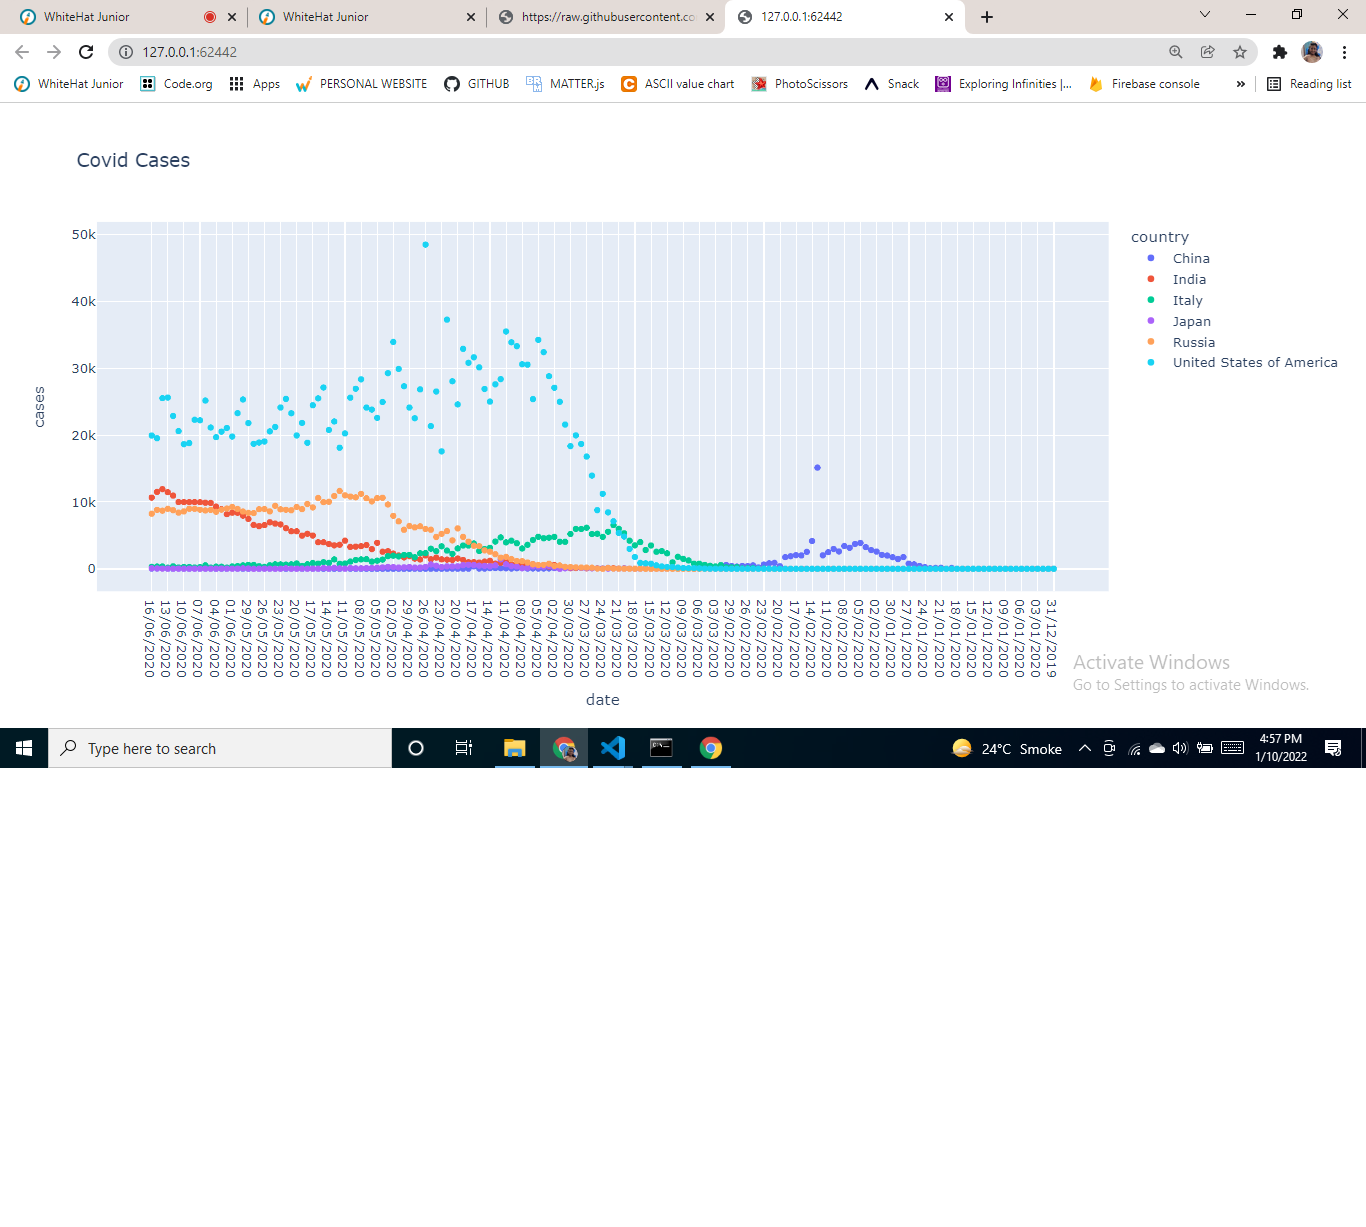 WhiteHat Junior
WhiteHat Junior
https://raw.githubusercontent.co
127.0.0.1:62442
127.0.0.1:62442
WhiteHat Junior
Code.org
Apps
PERSONAL WEBSITE
GITHUB
MATTER.js
ASCII value chart
PhotoScissors
Snack
Exploring Infinities |...
Firebase console
»
Reading list
Covid Cases
50k
40k
30k
20k
10k
0
cases
country
China
India
Italy
Japan
Russia
United States of America
16/06/2020
13/06/2020
10/06/2020
07/06/2020
04/06/2020
01/06/2020
29/05/2020
26/05/2020
23/05/2020
20/05/2020
17/05/2020
14/05/2020
11/05/2020
08/05/2020
05/05/2020
02/05/2020
29/04/2020
26/04/2020
23/04/2020
20/04/2020
17/04/2020
14/04/2020
11/04/2020
08/04/2020
05/04/2020
02/04/2020
30/03/2020
27/03/2020
24/03/2020
21/03/2020
18/03/2020
15/03/2020
12/03/2020
09/03/2020
06/03/2020
03/03/2020
29/02/2020
26/02/2020
23/02/2020
20/02/2020
17/02/2020
14/02/2020
11/02/2020
08/02/2020
05/02/2020
02/02/2020
30/01/2020
27/01/2020
24/01/2020
21/01/2020
18/01/2020
15/01/2020
12/01/2020
09/01/2020
06/01/2020
03/01/2020
31/12/2019
date
Activate Windows
Go to Settings to activate Windows.
Type here to search
24°C Smoke
4:57 PM
1/10/2022